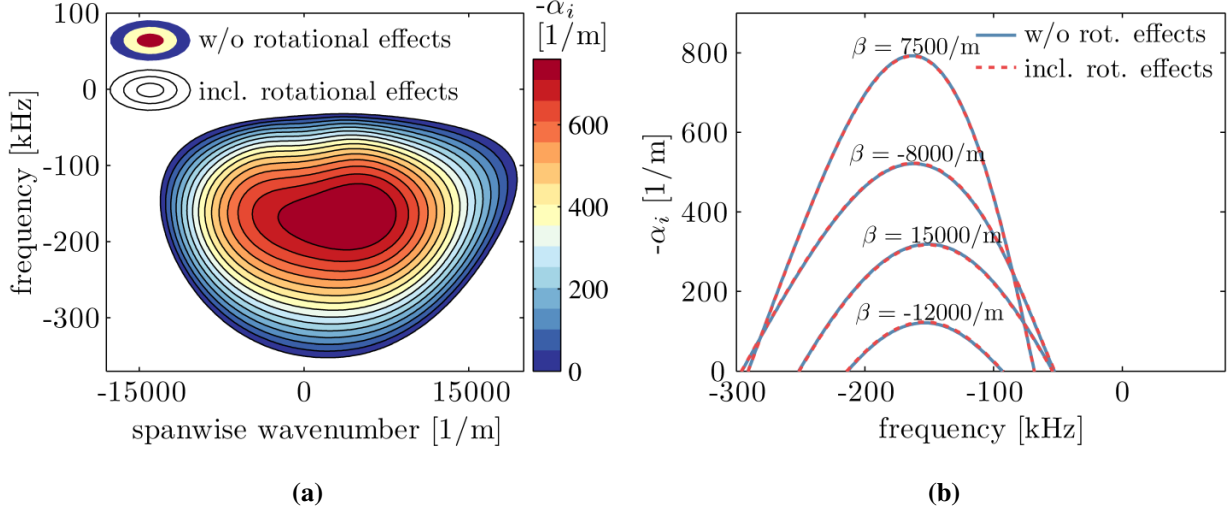 -αᵢ
[1/m]
100
0
-100
-200
-300
frequency [kHz]
w/o rotational effects
incl. rotational effects
600
400
200
0
-15000
0
15000
spanwise wavenumber [1/m]
(a)
800
600
400
200
0
-αᵢ [1/m]
w/o rot. effects
incl. rot. effects
β = 7500/m
β = -8000/m
β = 15000/m
β = -12000/m
-300
-200
-100
0
frequency [kHz]
(b)